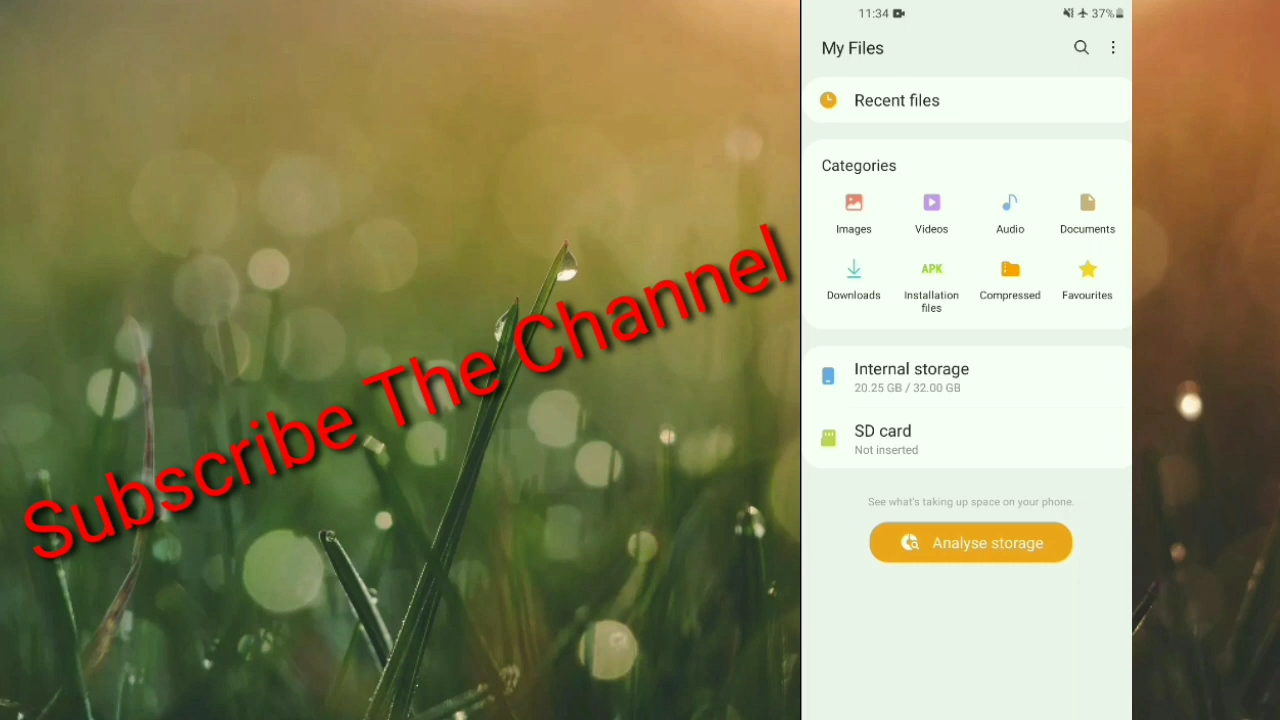 Subscribe The Channel
11:34
37%
My Files
Recent files
Categories
Images
Videos
Audio
Documents
Downloads
APK
Installation
files
Compressed
Favourites
Internal storage
20.25 GB / 32.00 GB
SD card
Not inserted
See what's taking up space on your phone.
Analyse storage